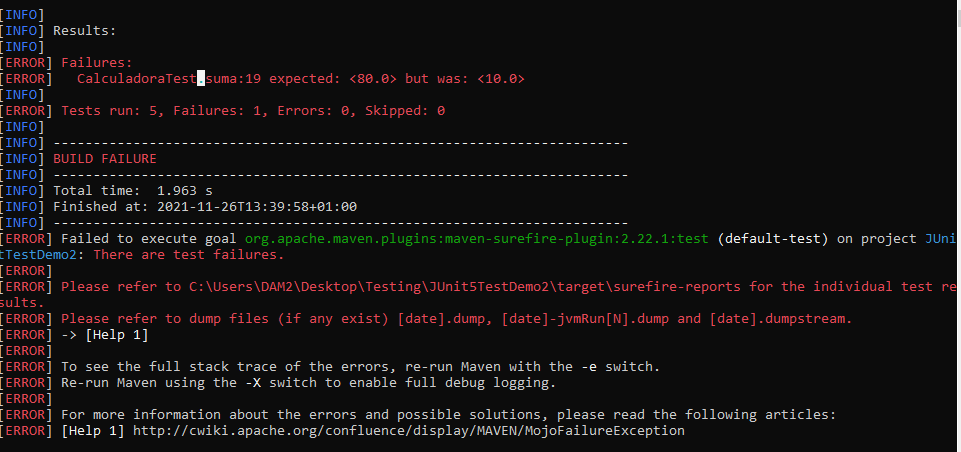 [INFO]
[INFO] Results:
[INFO]
[ERROR] Failures:
[ERROR]   CalculadoraTest.suma:19 expected: <80.0> but was: <10.0>
[INFO]
[ERROR] Tests run: 5, Failures: 1, Errors: 0, Skipped: 0
[INFO]
[INFO] ------------------------------------------------------------------------
[INFO] BUILD FAILURE
[INFO] ------------------------------------------------------------------------
[INFO] Total time:  1.963 s
[INFO] Finished at: 2021-11-26T13:39:58+01:00
[INFO] ------------------------------------------------------------------------
[ERROR] Failed to execute goal org.apache.maven.plugins:maven-surefire-plugin:2.22.1:test (default-test) on project JUni
tTestDemo2: There are test failures.
[ERROR]
[ERROR] Please refer to C:\Users\DAM2\Desktop\Testing\JUnit5TestDemo2\target\surefire-reports for the individual test re
sults.
[ERROR] Please refer to dump files (if any exist) [date].dump, [date]-jvmRun[N].dump and [date].dumpstream.
[ERROR] -> [Help 1]
[ERROR]
[ERROR] To see the full stack trace of the errors, re-run Maven with the -e switch.
[ERROR] Re-run Maven using the -X switch to enable full debug logging.
[ERROR]
[ERROR] For more information about the errors and possible solutions, please read the following articles:
[ERROR] [Help 1] http://cwiki.apache.org/confluence/display/MAVEN/MojoFailureException